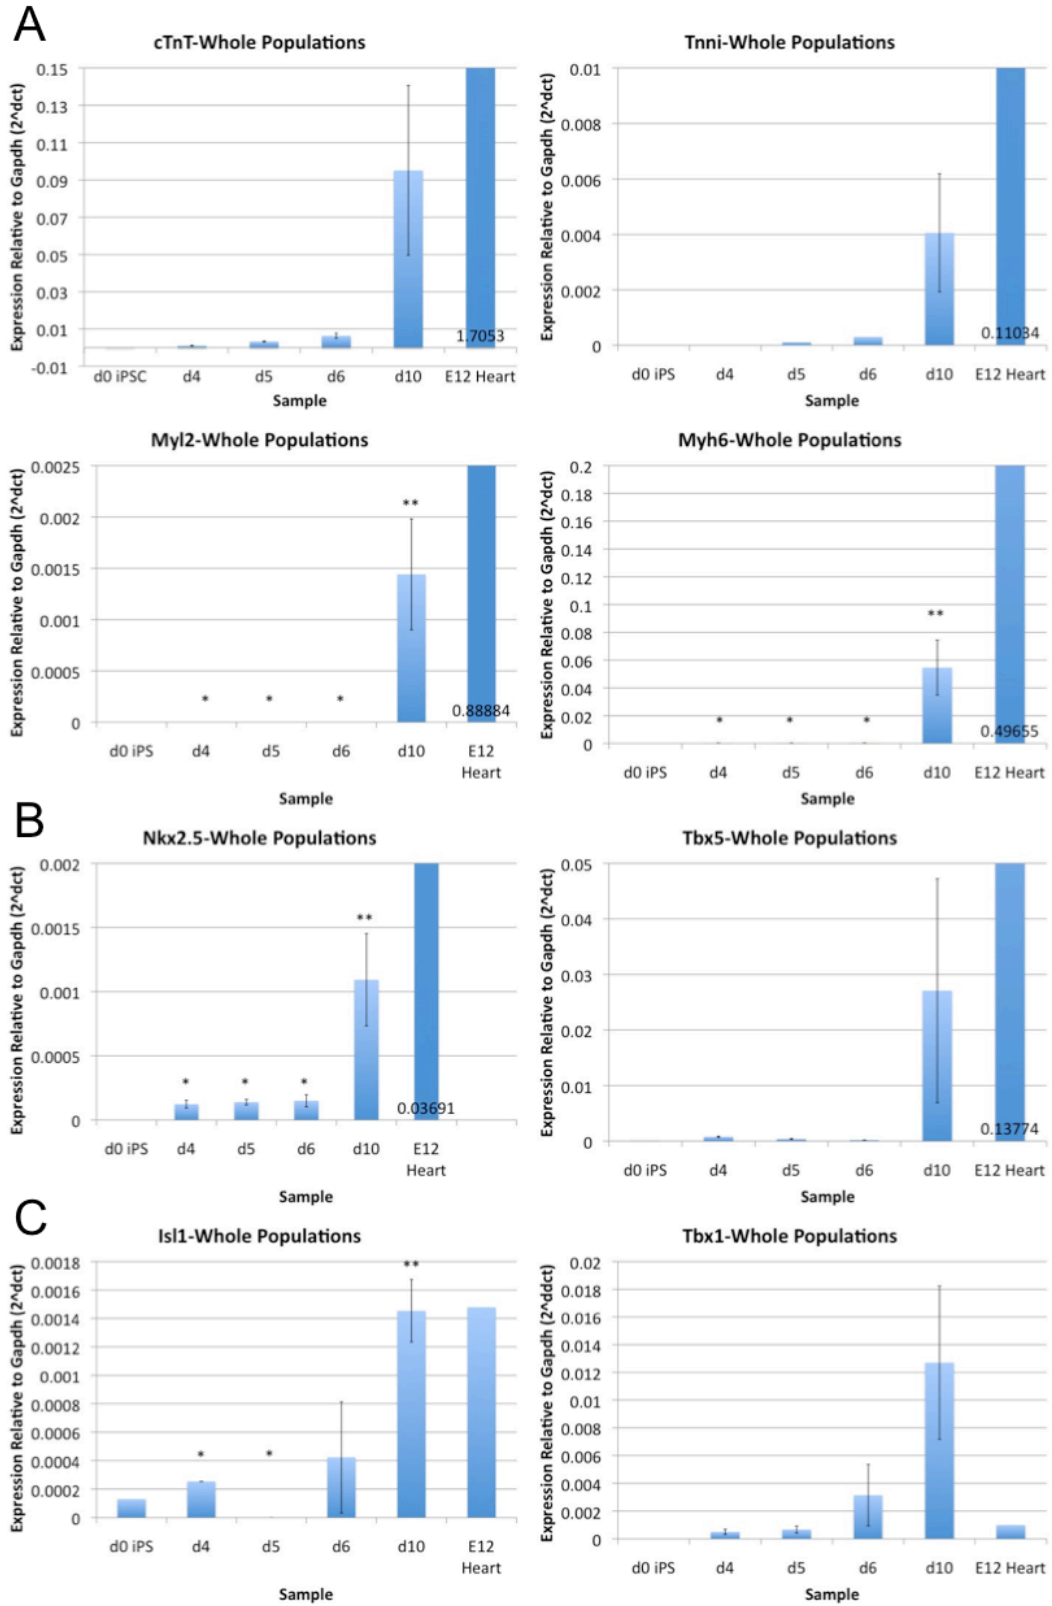 A
cTnT-Whole Populations
Expression Relative to Gapdh (2^dct)
0.15
0.13
0.11
0.09
0.07
0.05
0.03
0.01
-0.01
1.7053
d0 iPSC d4 d5 d6 d10 E12 Heart
Sample
Tnni-Whole Populations
Expression Relative to Gapdh (2^dct)
0.01
0.008
0.006
0.004
0.002
0
0.11034
d0 iPS d4 d5 d6 d10 E12 Heart
Sample
Myl2-Whole Populations
Expression Relative to Gapdh (2^dct)
0.0025
0.002
0.0015
0.001
0.0005
0
**
* * *
0.88884
d0 iPS d4 d5 d6 d10 E12
Heart
Sample
Myh6-Whole Populations
Expression Relative to Gapdh (2^dct)
0.2
0.18
0.16
0.14
0.12
0.1
0.08
0.06
0.04
0.02
0
**
* * *
0.49655
d0 iPS d4 d5 d6 d10 E12 Heart
Sample
B
Nkx2.5-Whole Populations
Expression Relative to Gapdh (2^dct)
0.002
0.0015
0.001
0.0005
0
**
* * *
0.03691
d0 iPS d4 d5 d6 d10 E12
Heart
Sample
Tbx5-Whole Populations
Expression Relative to Gapdh (2^dct)
0.05
0.04
0.03
0.02
0.01
0
0.13774
d0 iPS d4 d5 d6 d10 E12 Heart
Sample
C
Isl1-Whole Populations
Expression Relative to Gapdh (2^dct)
0.0018
0.0016
0.0014
0.0012
0.001
0.0008
0.0006
0.0004
0.0002
0
**
* *
d0 iPS d4 d5 d6 d10 E12
Heart
Sample
Tbx1-Whole Populations
Expression Relative to Gapdh (2^ddct)
0.02
0.018
0.016
0.014
0.012
0.01
0.008
0.006
0.004
0.002
0
d0 iPS d4 d5 d6 d10 E12 Heart
Sample